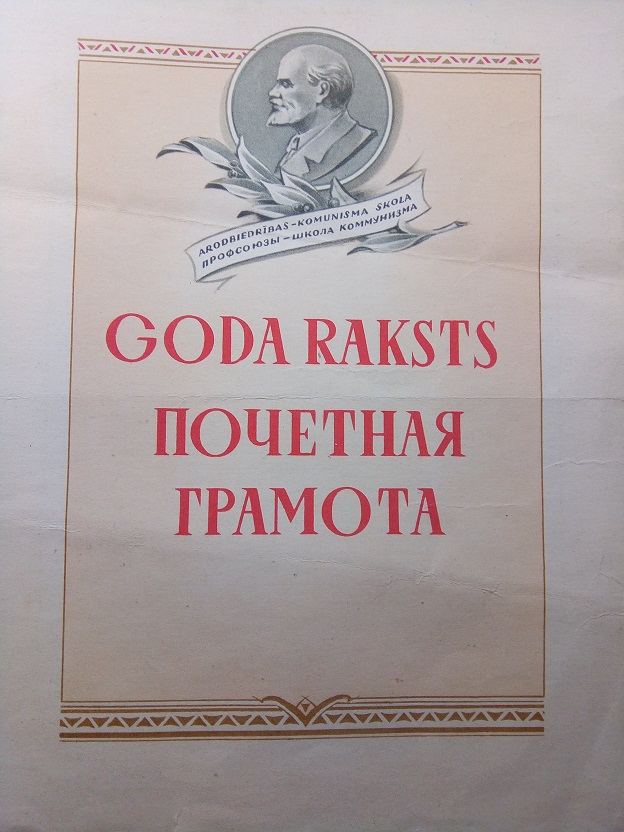 ARODBIEDRĪBAS-KOMUNISMA SKOLA
ПРОФСОЮЗЫ-ШКОЛА КОММУНИЗМА
GODA RAKSTS
ПОЧЕТНАЯ
ГРАМОТА